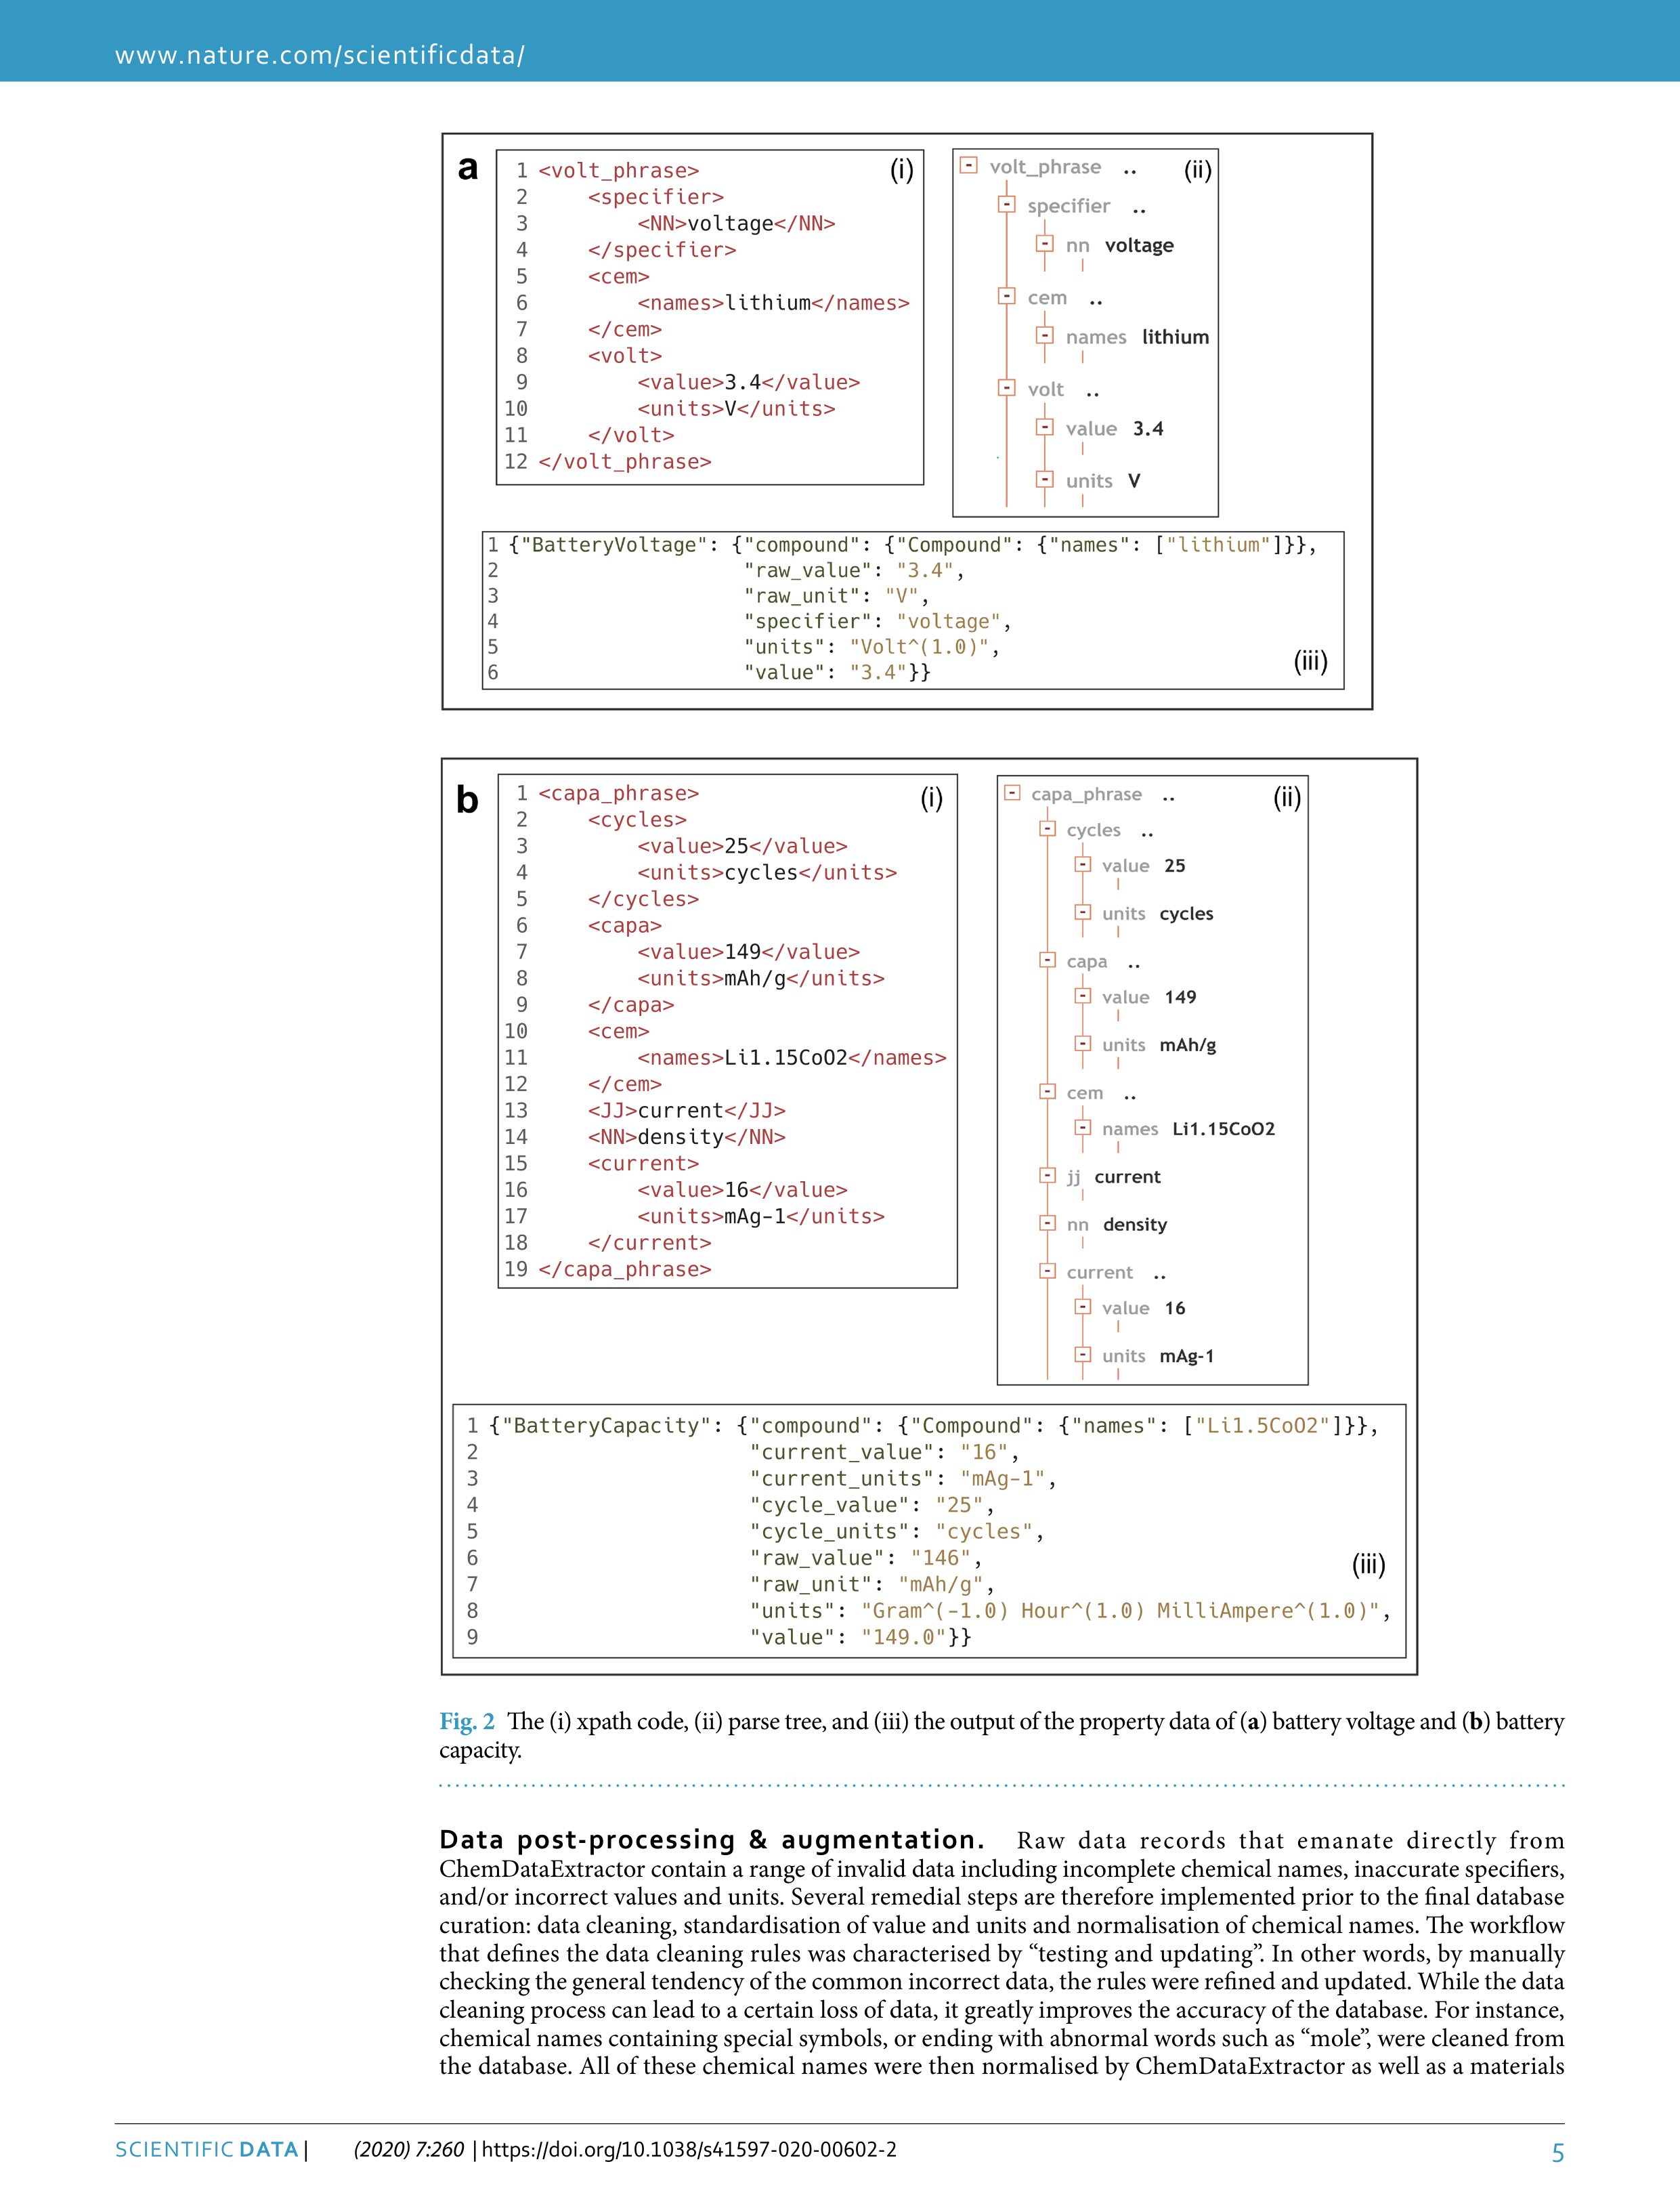 www.nature.com/scientificdata/
a
(i)
1 <volt_phrase>
2 <specifier>
3 <NN>voltage</NN>
4 </specifier>
5 <cem>
6 <names>lithium</names>
7 </cem>
8 <volt>
9 <value>3.4</value>
10 <units>V</units>
11 </volt>
12 </volt_phrase>
(ii)
- volt_phrase ..
- specifier ..
- nn voltage
- cem ..
- names lithium
- volt ..
- value 3.4
- units V
1 {"BatteryVoltage": {"compound": {"Compound": {"names": ["lithium"]}},
2 "raw_value": "3.4",
3 "raw_unit": "V",
4 "specifier": "voltage",
5 "units": "Volt^(1.0)",
6 "value": "3.4"}}
(iii)
b
(i)
1 <capa_phrase>
2 <cycles>
3 <value>25</value>
4 <units>cycles</units>
5 </cycles>
6 <capa>
7 <value>149</value>
8 <units>mAh/g</units>
9 </capa>
10 <cem>
11 <names>Li1.15CoO2</names>
12 </cem>
13 <JJ>current</JJ>
14 <NN>density</NN>
15 <current>
16 <value>16</value>
17 <units>mAg-1</units>
18 </current>
19 </capa_phrase>
(ii)
- capa_phrase ..
- cycles ..
- value 25
- units cycles
- capa ..
- value 149
- units mAh/g
- cem ..
- names Li1.15CoO2
- jj current
- nn density
- current ..
- value 16
- units mAg-1
1 {"BatteryCapacity": {"compound": {"Compound": {"names": ["Li1.5CoO2"]}},
2 "current_value": "16",
3 "current_units": "mAg-1",
4 "cycle_value": "25",
5 "cycle_units": "cycles",
6 "raw_value": "146",
7 "raw_unit": "mAh/g",
8 "units": "Gram^(-1.0) Hour^(1.0) MilliAmpere^(1.0)",
9 "value": "149.0"}}
(iii)
Fig. 2 The (i) xpath code, (ii) parse tree, and (iii) the output of the property data of (a) battery voltage and (b) battery
capacity.
Data post-processing & augmentation. Raw data records that emanate directly from
ChemDataExtractor contain a range of invalid data including incomplete chemical names, inaccurate specifiers,
and/or incorrect values and units. Several remedial steps are therefore implemented prior to the final database
curation: data cleaning, standardisation of value and units and normalisation of chemical names. The workflow
that defines the data cleaning rules was characterised by “testing and updating”. In other words, by manually
checking the general tendency of the common incorrect data, the rules were refined and updated. While the data
cleaning process can lead to a certain loss of data, it greatly improves the accuracy of the database. For instance,
chemical names containing special symbols, or ending with abnormal words such as “mole”, were cleaned from
the database. All of these chemical names were then normalised by ChemDataExtractor as well as a materials
SCIENTIFIC DATA | (2020) 7:260 | https://doi.org/10.1038/s41597-020-00602-2
5